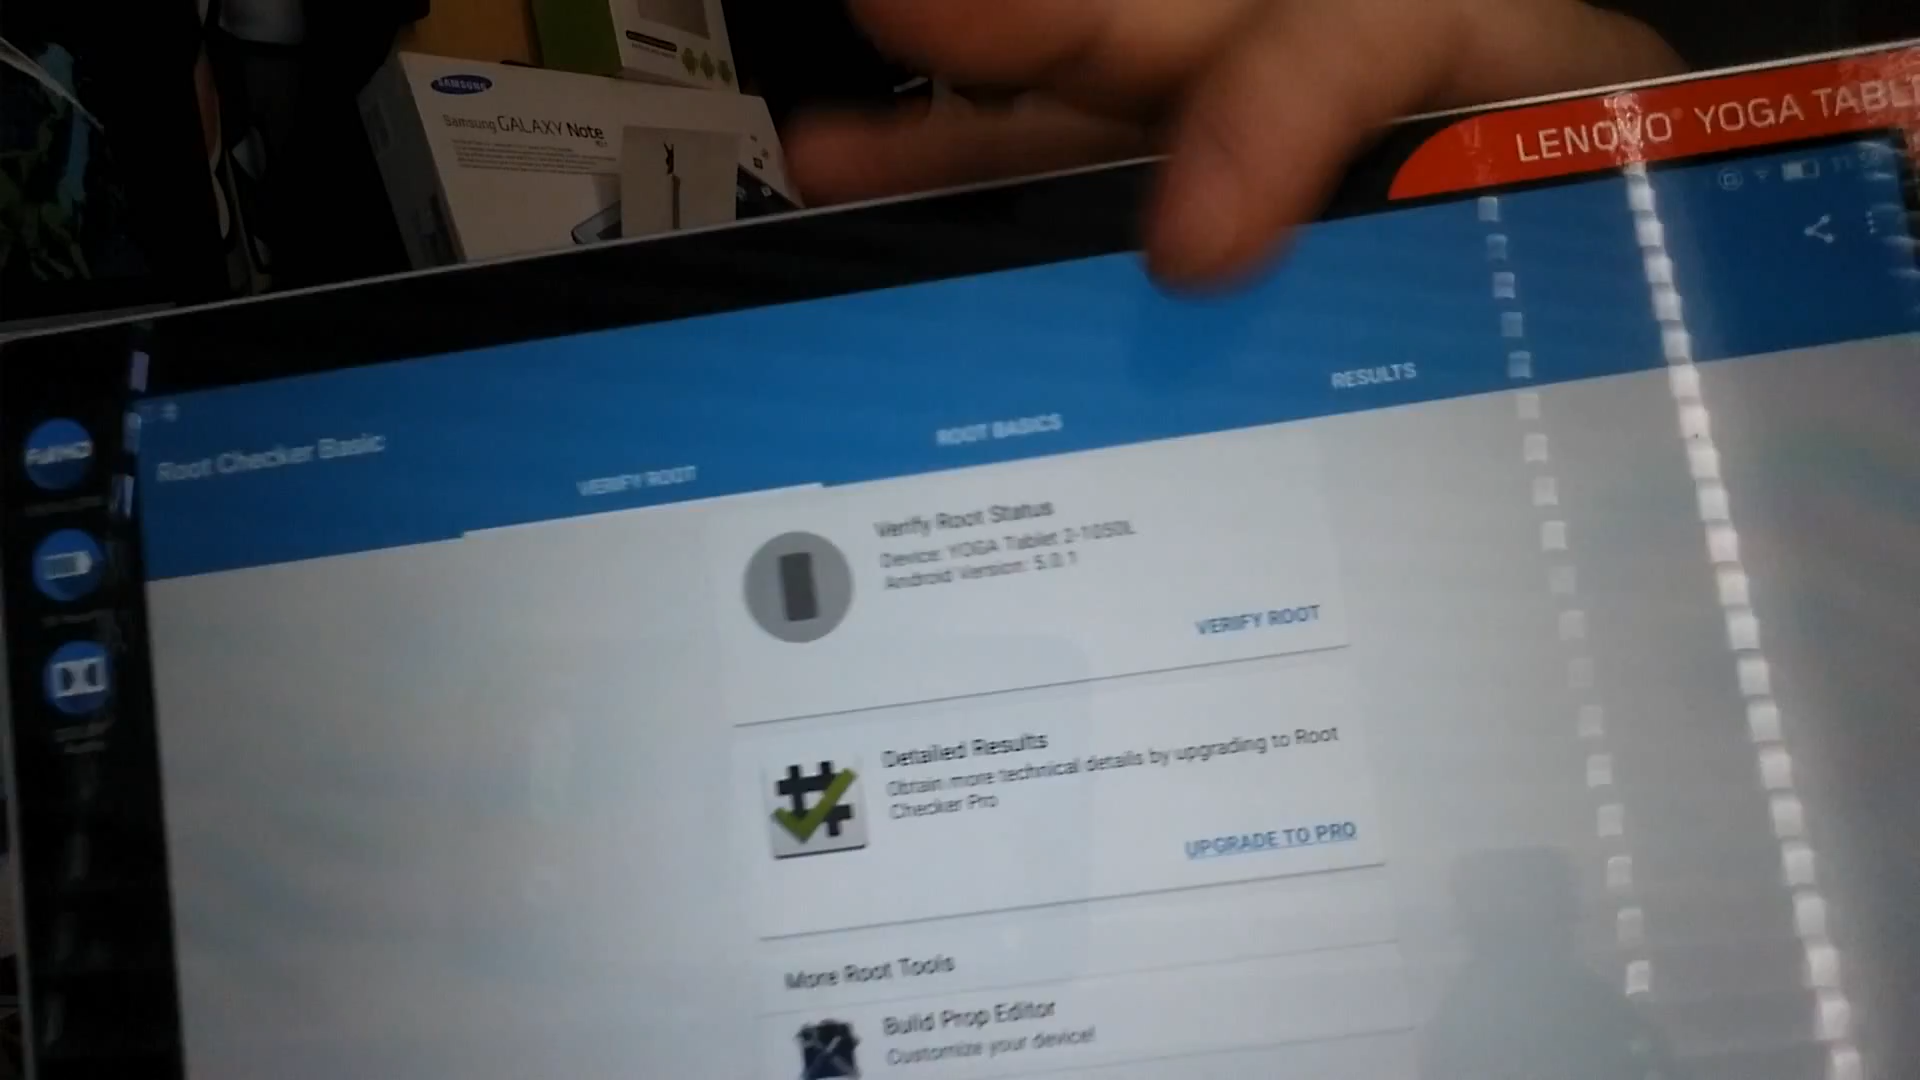 SAMSUNG
Samsung GALAXY Note
LENOVO YOGA TABL
Root Checker Basic
VERIFY ROOT
ROOT BASICS
RESULTS
Verify Root Status
Device: YOGA Tablet 2-1050L
Android Version: 5.0.1
VERIFY ROOT
Detailed Results
Obtain more technical details by upgrading to Root
Checker Pro
UPGRADE TO PRO
More Root Tools
Build Prop Editor
Customize your device!